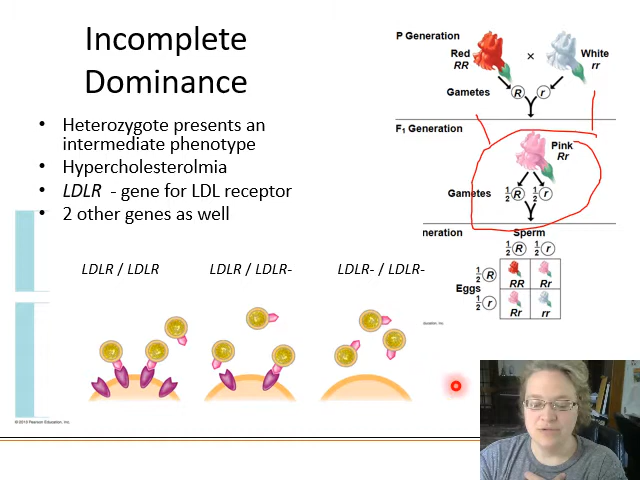 Incomplete
Dominance
• Heterozygote presents an
intermediate phenotype
• Hypercholesterolmia
• LDLR - gene for LDL receptor
• 2 other genes as well
P Generation
Red
RR
×
White
rr
Gametes R r
F1 Generation
Pink
Rr
Gametes 1/2 R 1/2 r
neration
Sperm
1/2 R 1/2 r
Eggs
1/2 R
RR Rr
1/2 r
Rr rr
LDLR / LDLR LDLR / LDLR- LDLR- / LDLR-
ducation, Inc.
© 2010 Pearson Education, Inc.